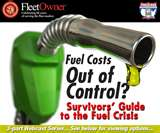 FleetOwner
Fuel Costs
Out of
Control?
Survivors' Guide
to the Fuel Crisis
3-part Webcast Series... See below for viewing options...